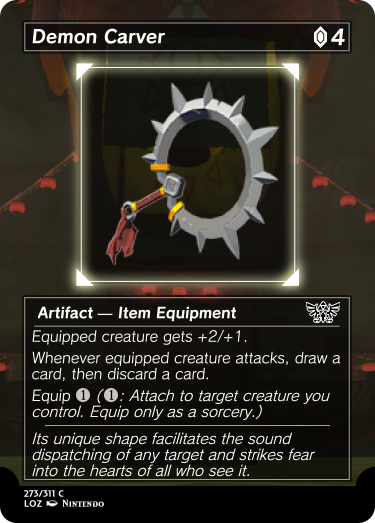 Demon Carver 4
Artifact — Item Equipment
Equipped creature gets +2/+1.
Whenever equipped creature attacks, draw a
card, then discard a card.
Equip 1 (1: Attach to target creature you
control. Equip only as a sorcery.)
Its unique shape facilitates the sound
dispatching of any target and strikes fear
into the hearts of all who see it.
273/311 C
LOZ Nintendo